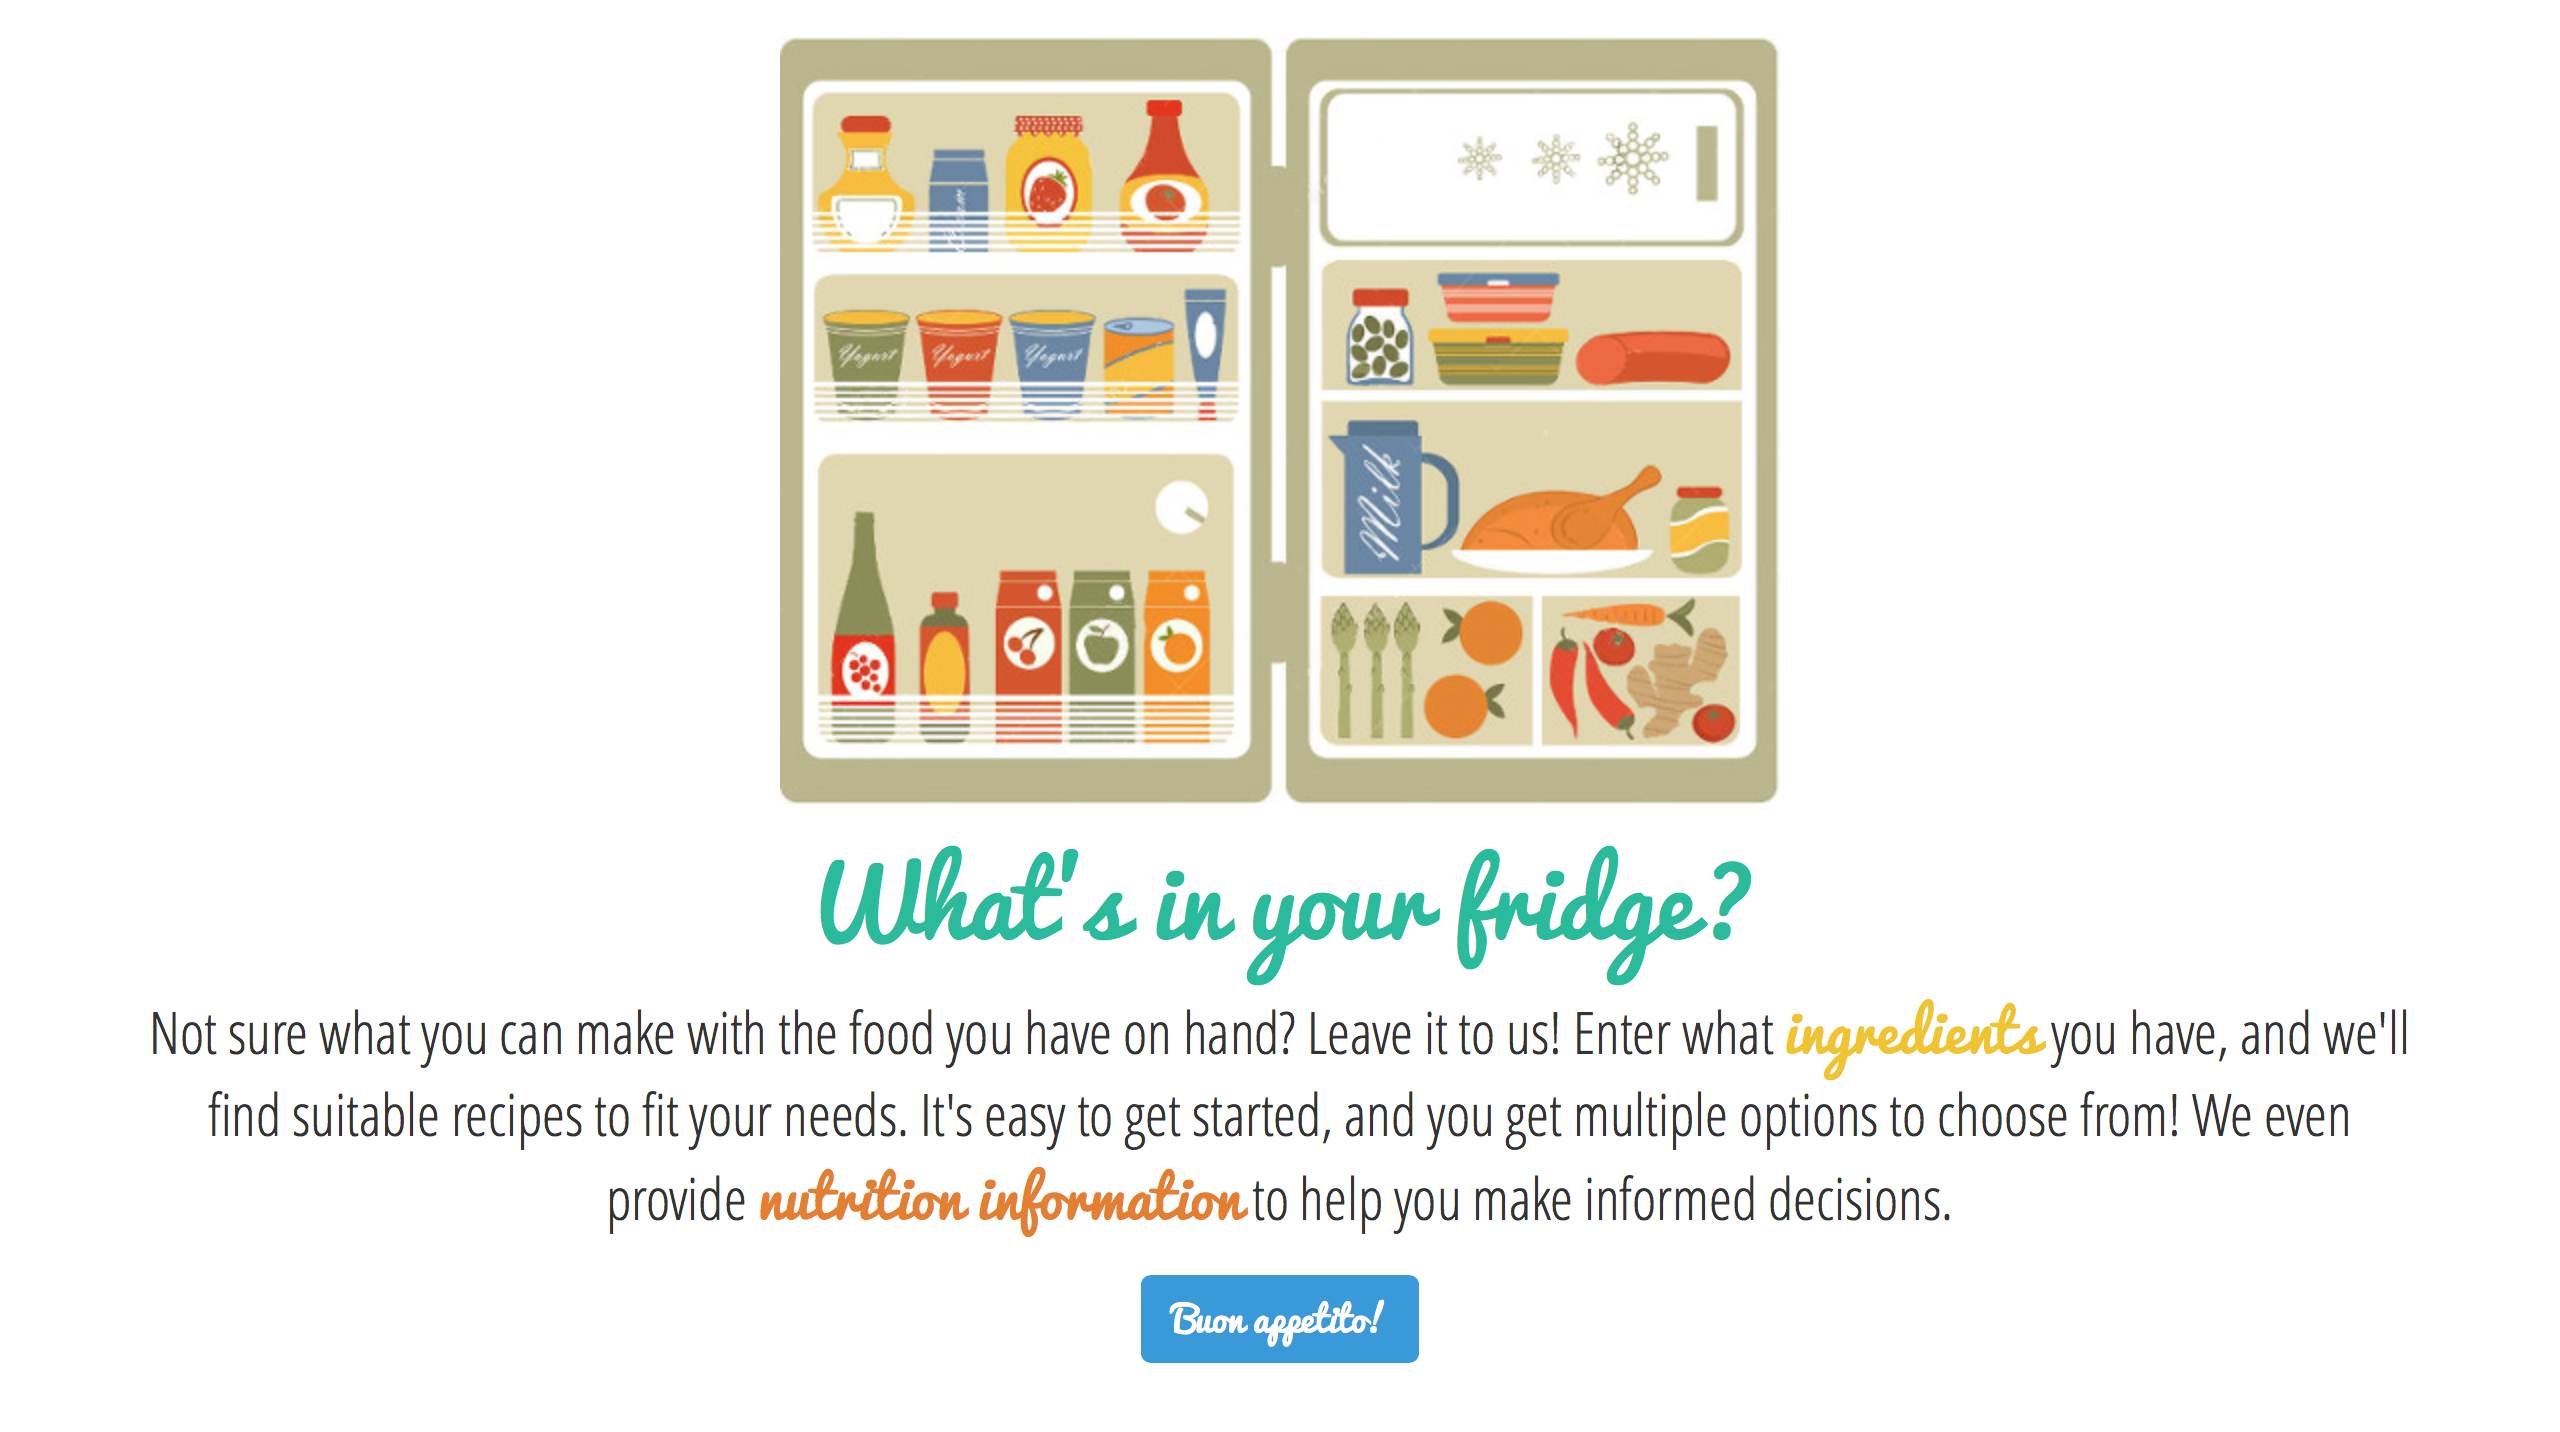 Cream
Yogurt Yogurt Yogurt
Milk
What's in your fridge?
Not sure what you can make with the food you have on hand? Leave it to us! Enter what ingredients you have, and we'll
find suitable recipes to fit your needs. It's easy to get started, and you get multiple options to choose from! We even
provide nutrition information to help you make informed decisions.
Buon appetito!